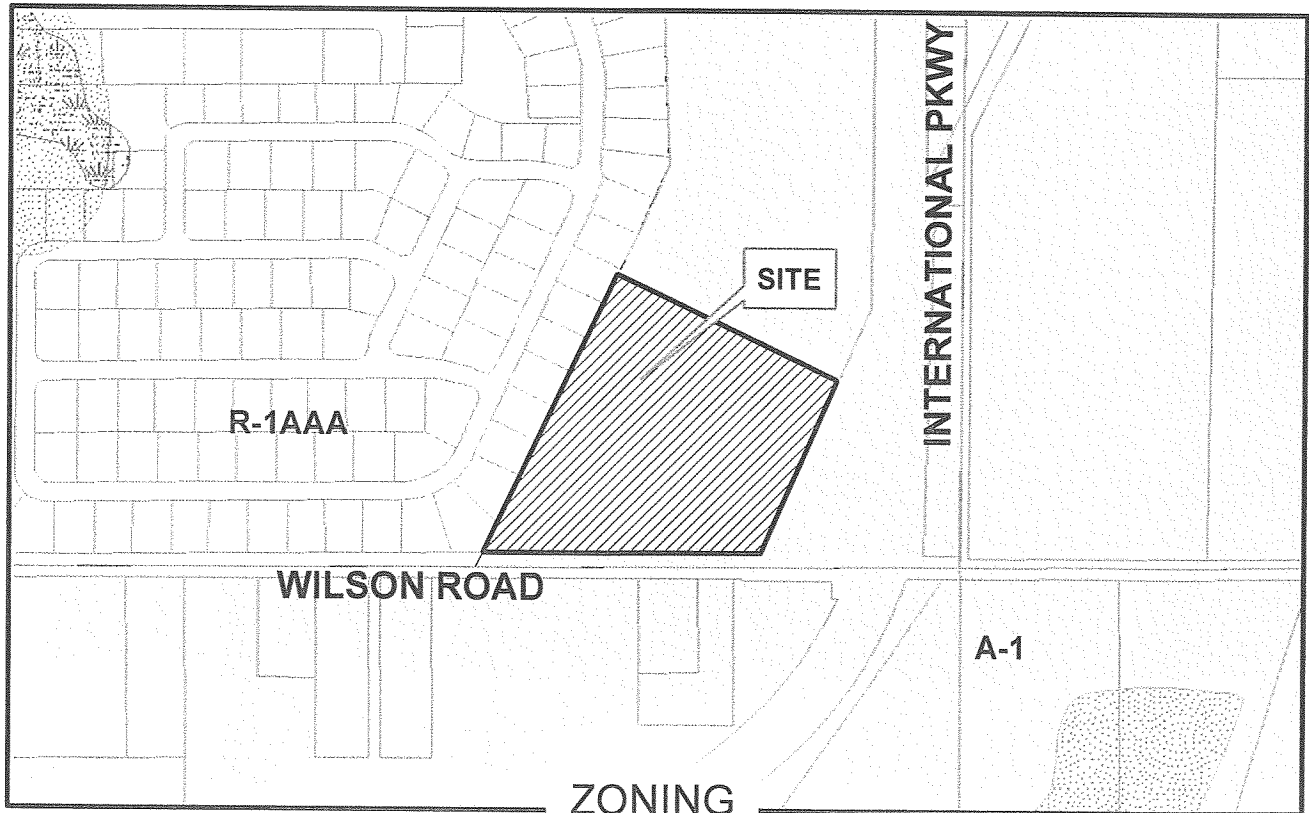 INTERNATIONAL PKWY
SITE
R-1AAA
WILSON ROAD
A-1
ZONING